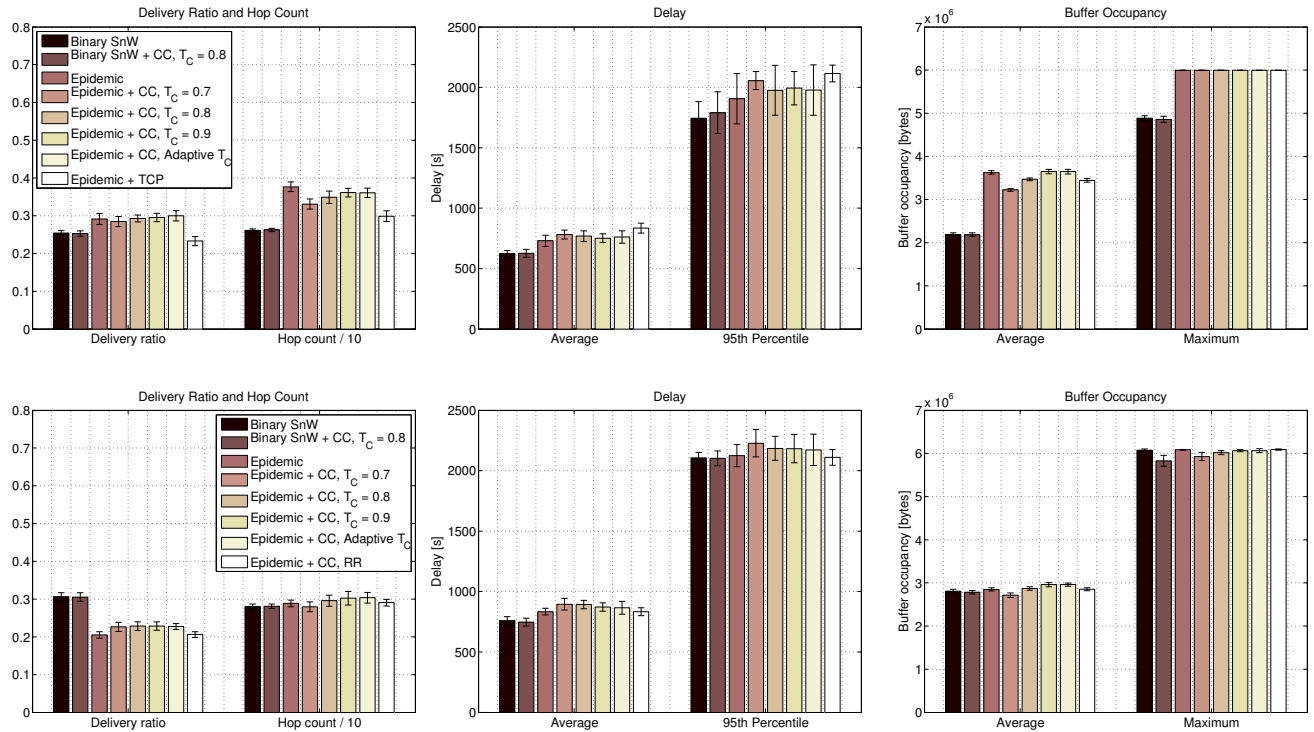 Delivery Ratio and Hop Count
0.8
0.7
0.6
0.5
0.4
0.3
0.2
0.1
0
Binary SnW
Binary SnW + CC, T_C = 0.8
Epidemic
Epidemic + CC, T_C = 0.7
Epidemic + CC, T_C = 0.8
Epidemic + CC, T_C = 0.9
Epidemic + CC, Adaptive T_C
Epidemic + TCP
Delivery ratio
Hop count / 10
Delay
2500
2000
1500
1000
500
0
Delay [s]
Average
95th Percentile
Buffer Occupancy
x 10^6
7
6
5
4
3
2
1
0
Buffer occupancy [bytes]
Average
Maximum
Delivery Ratio and Hop Count
0.8
0.7
0.6
0.5
0.4
0.3
0.2
0.1
0
Binary SnW
Binary SnW + CC, T_C = 0.8
Epidemic
Epidemic + CC, T_C = 0.7
Epidemic + CC, T_C = 0.8
Epidemic + CC, T_C = 0.9
Epidemic + CC, Adaptive T_C
Epidemic + CC, RR
Delivery ratio
Hop count / 10
Delay
2500
2000
1500
1000
500
0
Delay [s]
Average
95th Percentile
Buffer Occupancy
x 10^6
7
6
5
4
3
2
1
0
Buffer occupancy [bytes]
Average
Maximum